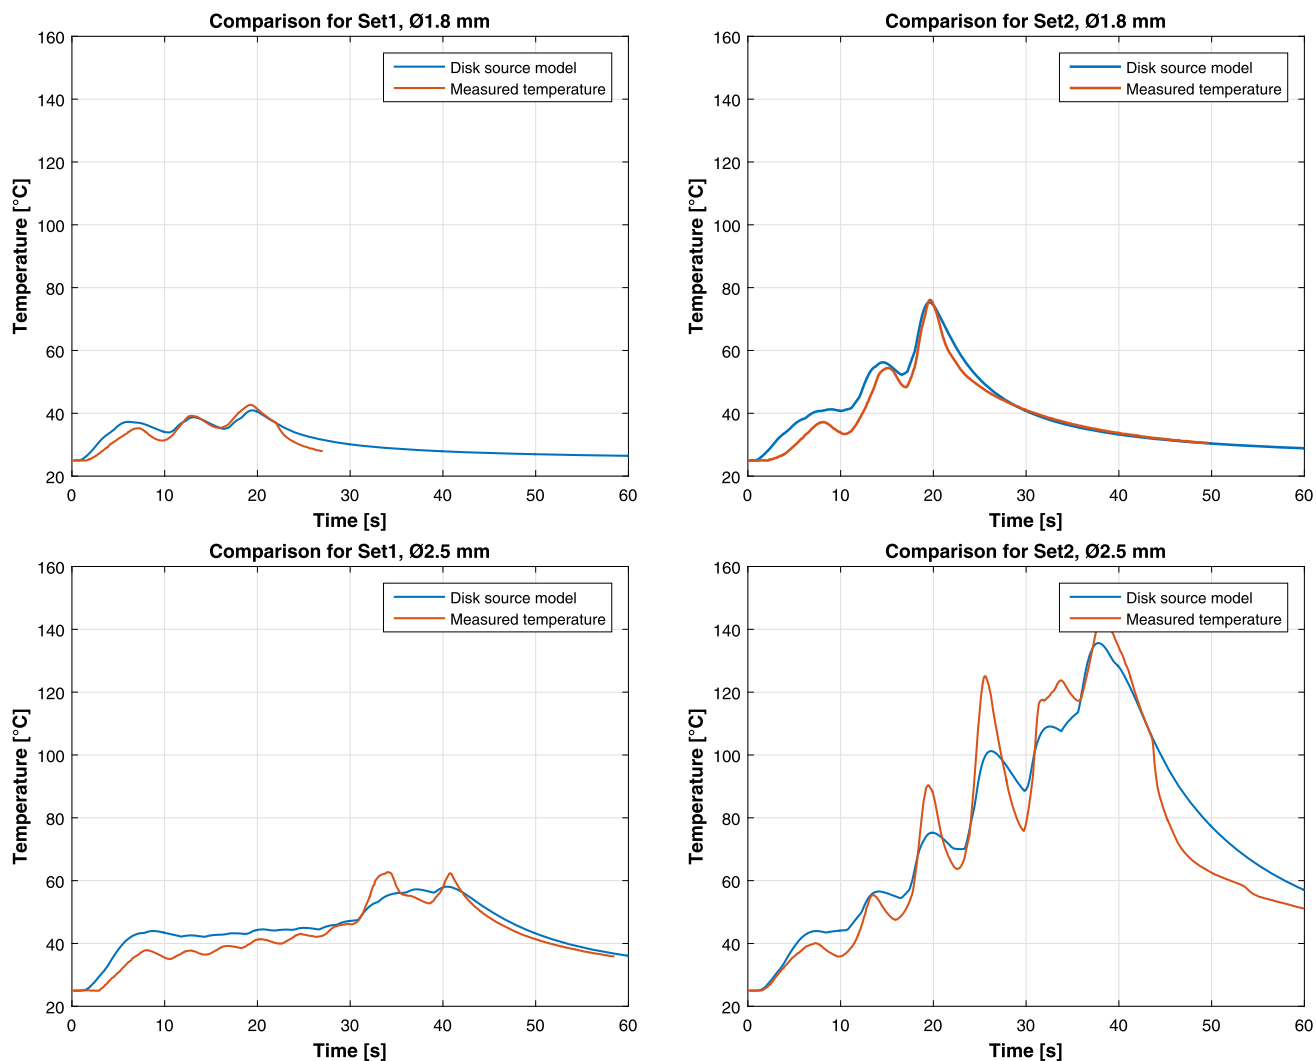 Comparison for Set1, Ø1.8 mm
160
140
120
100
80
60
40
20
0 10 20 30 40 50 60
Temperature [°C]
Time [s]
Disk source model
Measured temperature
Comparison for Set2, Ø1.8 mm
160
140
120
100
80
60
40
20
0 10 20 30 40 50 60
Temperature [°C]
Time [s]
Disk source model
Measured temperature
Comparison for Set1, Ø2.5 mm
160
140
120
100
80
60
40
20
0 10 20 30 40 50 60
Temperature [°C]
Time [s]
Disk source model
Measured temperature
Comparison for Set2, Ø2.5 mm
160
140
120
100
80
60
40
20
0 10 20 30 40 50 60
Temperature [°C]
Time [s]
Disk source model
Measured temperature